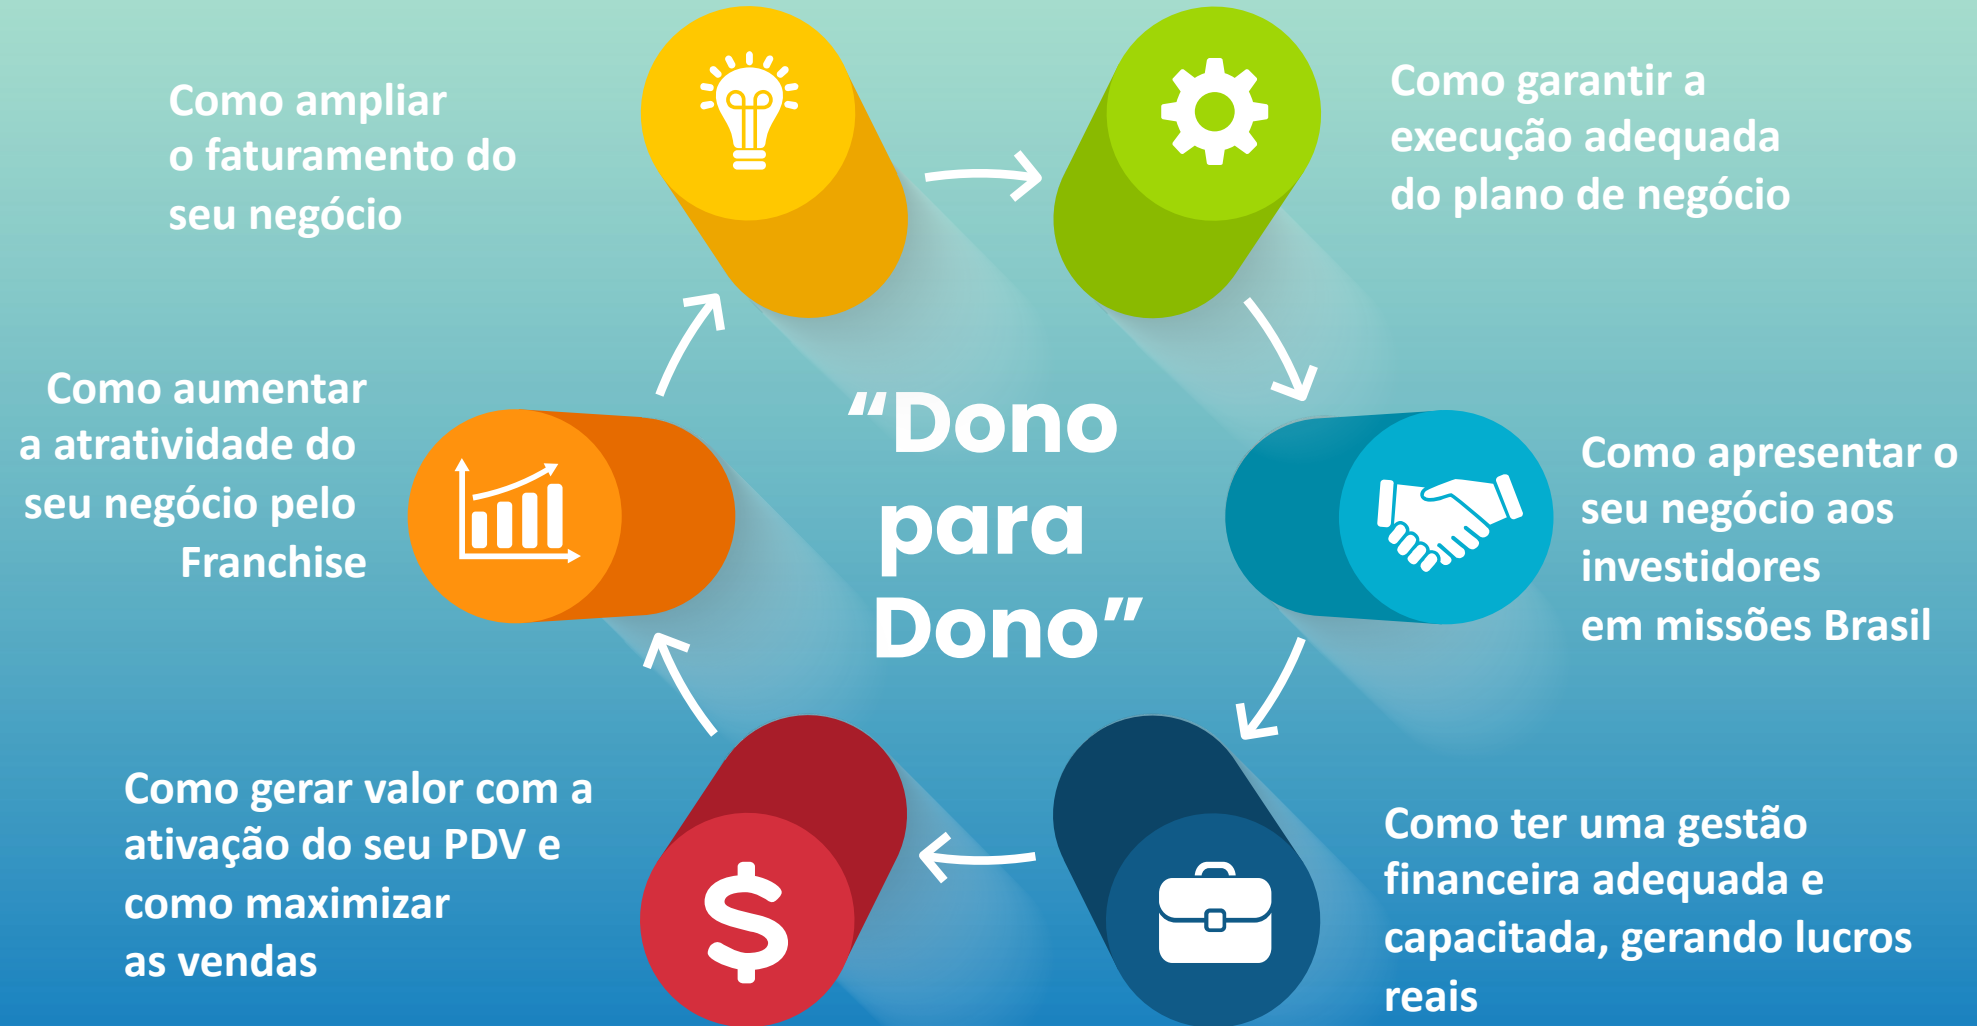 Como ampliar
o faturamento do
seu negócio
Como garantir a
execução adequada
do plano de negócio
Como aumentar
a atratividade do
seu negócio pelo
Franchise
“Dono
para
Dono”
Como apresentar o
seu negócio aos
investidores
em missões Brasil
Como gerar valor com a
ativação do seu PDV e
como maximizar
as vendas
Como ter uma gestão
financeira adequada e
capacitada, gerando lucros
reais